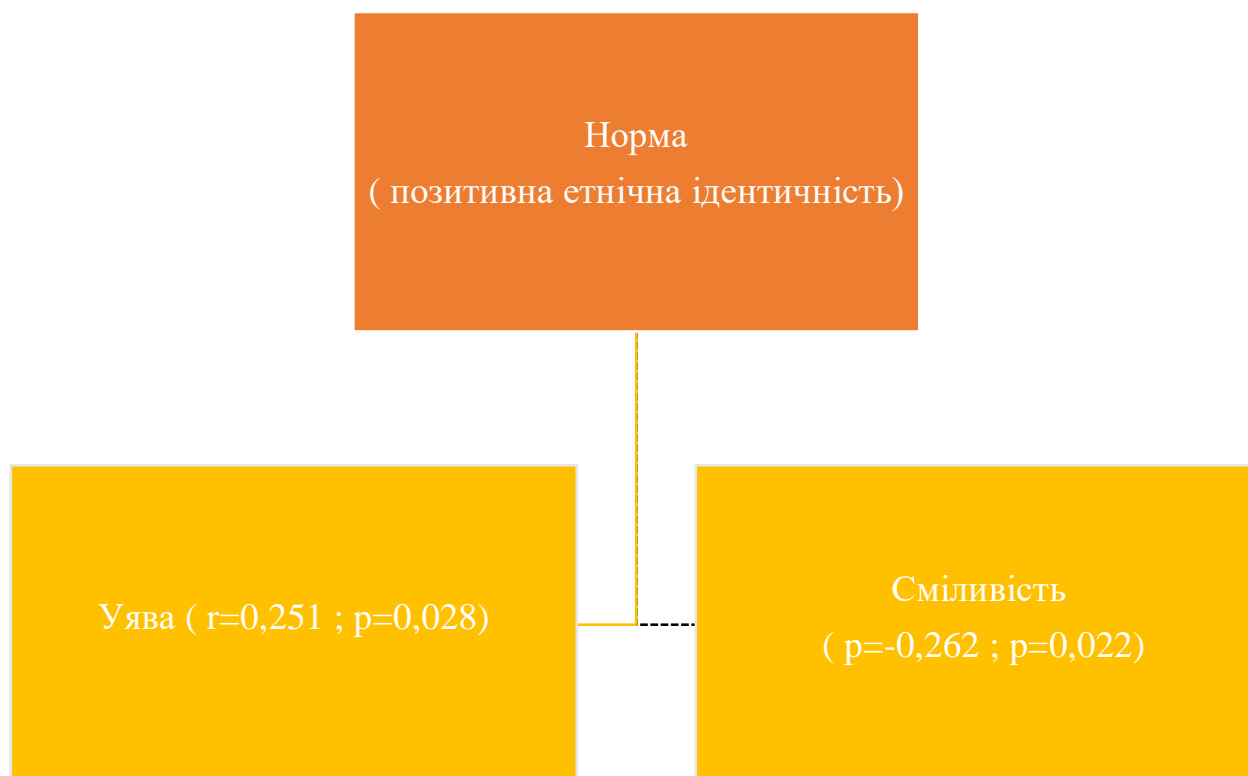 Норма
( позитивна етнічна ідентичність)
Уява ( r=0,251 ; p=0,028)
Сміливість
( p=-0,262 ; p=0,022)